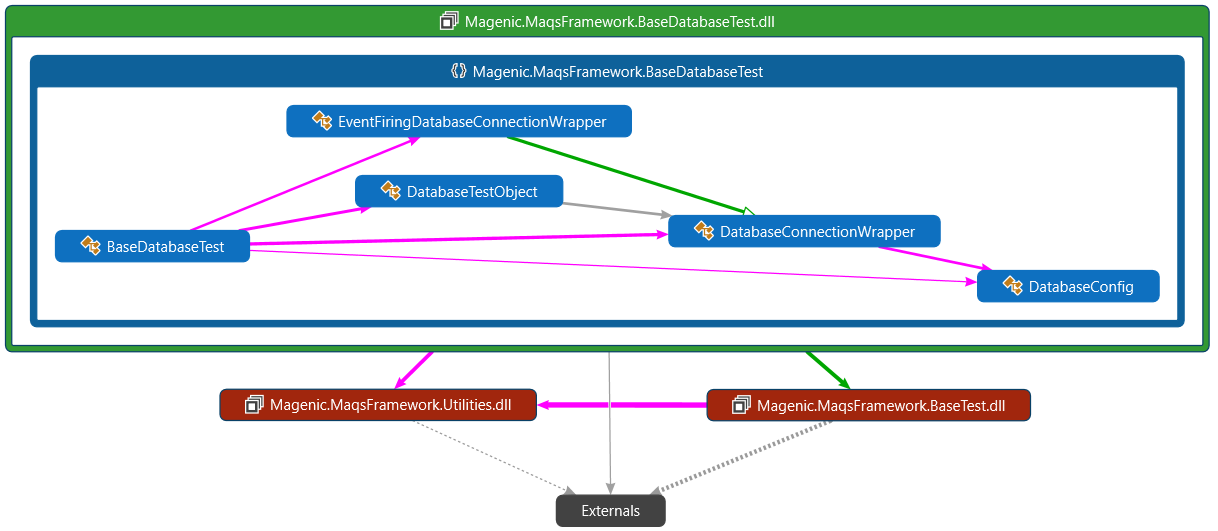 Magenic.MaqsFramework.BaseDatabaseTest.dll
Magenic.MaqsFramework.BaseDatabaseTest
EventFiringDatabaseConnectionWrapper
DatabaseTestObject
DatabaseConnectionWrapper
BaseDatabaseTest
DatabaseConfig
Magenic.MaqsFramework.Utilities.dll
Magenic.MaqsFramework.BaseTest.dll
Externals